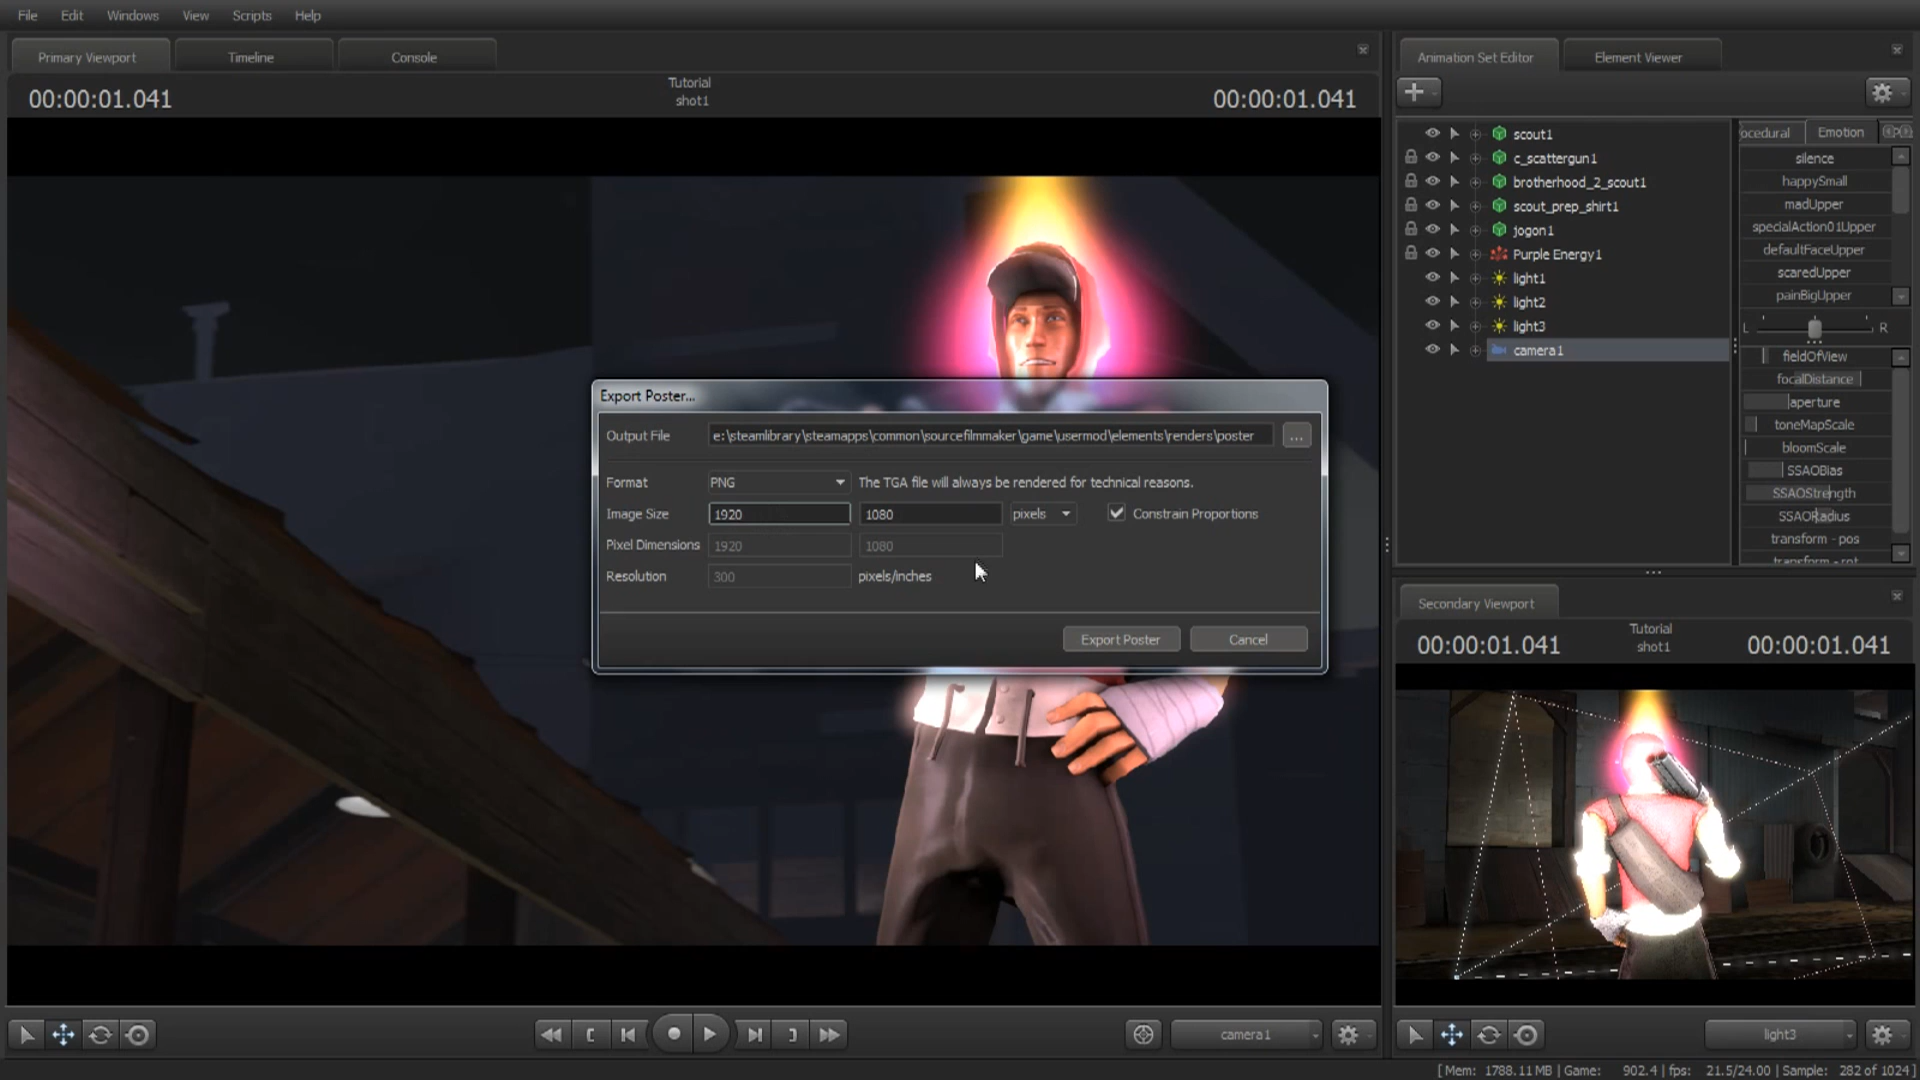 File Edit Windows View Scripts Help
Primary Viewport Timeline Console
Tutorial
00:00:01.041 shot1 00:00:01.041
Export Poster...
Output File e:\steamlibrary\steamapps\common\sourcefilmmaker\game\usermod\elements\renders\poster ...
Format PNG The TGA file will always be rendered for technical reasons.
Image Size 1920 1080 pixels Constrain Proportions
Pixel Dimensions 1920 1080
Resolution 300 pixels/inches
Export Poster Cancel
camera1
Animation Set Editor Element Viewer
scout1
c_scattergun1
brotherhood_2_scout1
scout_prep_shirt1
jogon1
Purple Energy1
light1
light2
light3
camera1
ocedural Emotion
silence
happySmall
madUpper
specialAction01Upper
defaultFaceUpper
scaredUpper
painBigUpper
L R
fieldOfView
focalDistance
aperture
toneMapScale
bloomScale
SSAOBias
SSAOStrength
SSAORadius
transform - pos
transform - rot
Secondary Viewport
Tutorial
00:00:01.041 shot1 00:00:01.041
light3
[ Mem: 1788.11 MB | Game: 902.4 | fps: 21.5/24.00 | Sample: 282 of 1024 ]